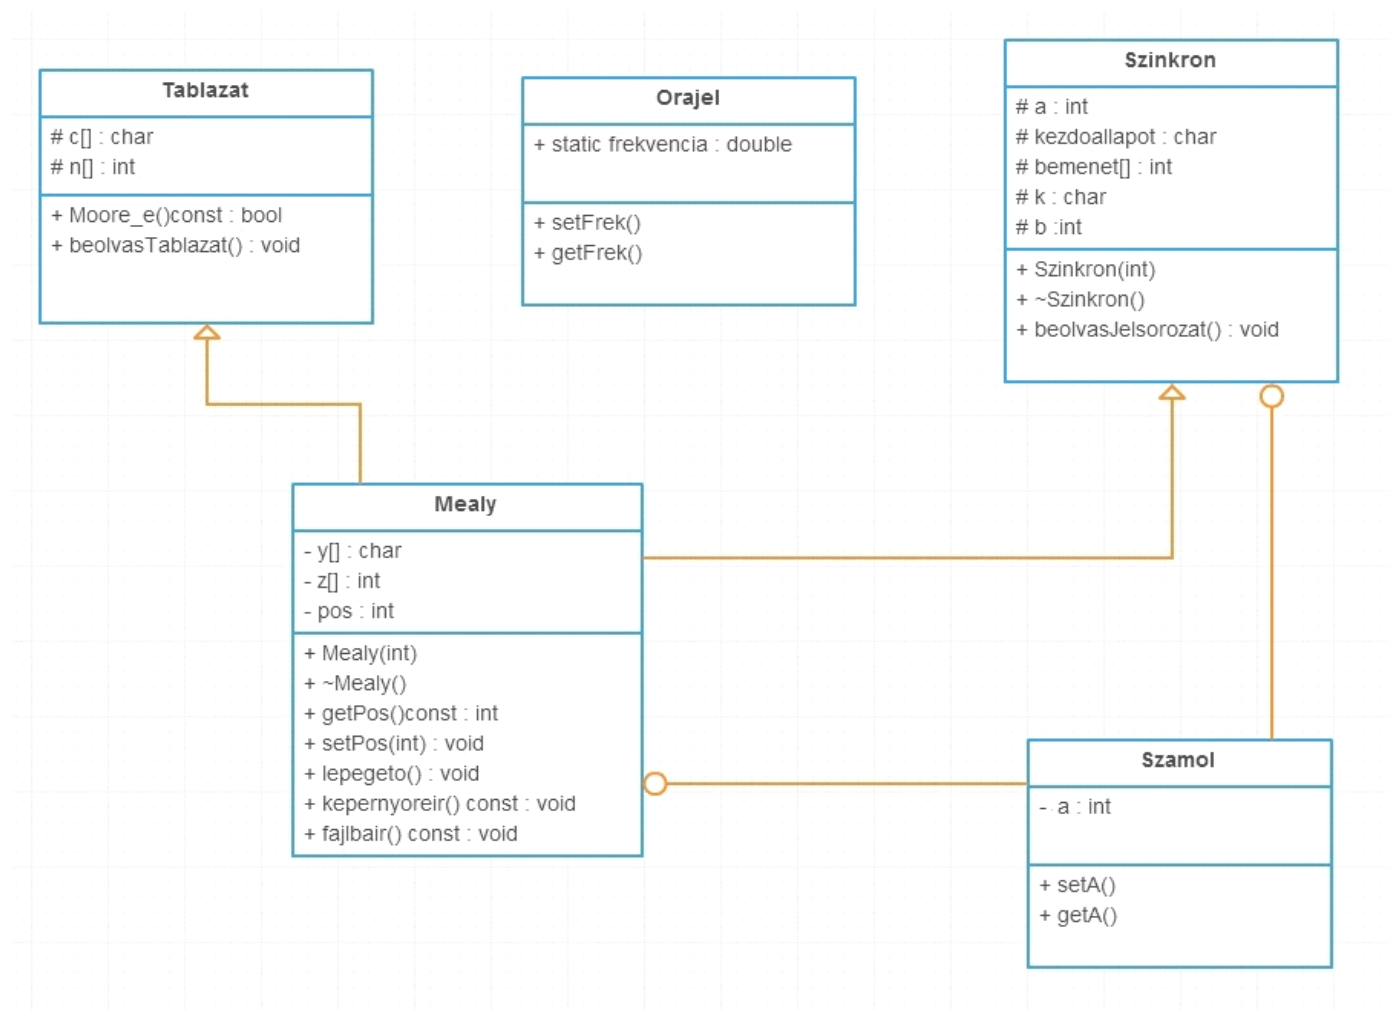 Tablazat
# c[] : char
# n[] : int
+ Moore_e()const : bool
+ beolvasTablazat() : void
Orajel
+ static frekvencia : double
+ setFrek()
+ getFrek()
Szinkron
# a : int
# kezdoallapot : char
# bemenet[] : int
# k : char
# b :int
+ Szinkron(int)
+ ~Szinkron()
+ beolvasJelsorozat() : void
Mealy
- y[] : char
- z[] : int
- pos : int
+ Mealy(int)
+ ~Mealy()
+ getPos()const : int
+ setPos(int) : void
+ lepegeto() : void
+ kepernyoreir() const : void
+ fajlbair() const : void
Szamol
- a : int
+ setA()
+ getA()